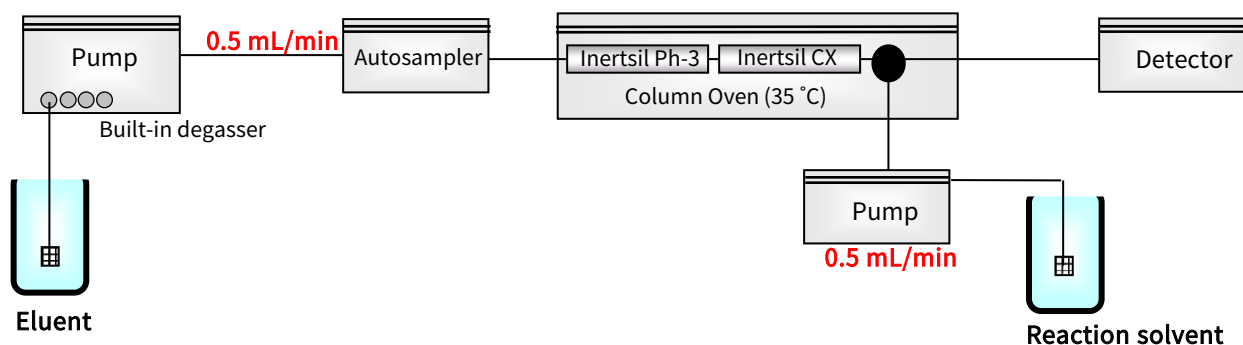 Pump
0.5 mL/min
Autosampler
Inertsil Ph-3
Inertsil CX
Column Oven (35 ˚C)
Detector
Built-in degasser
Pump
0.5 mL/min
Eluent
Reaction solvent